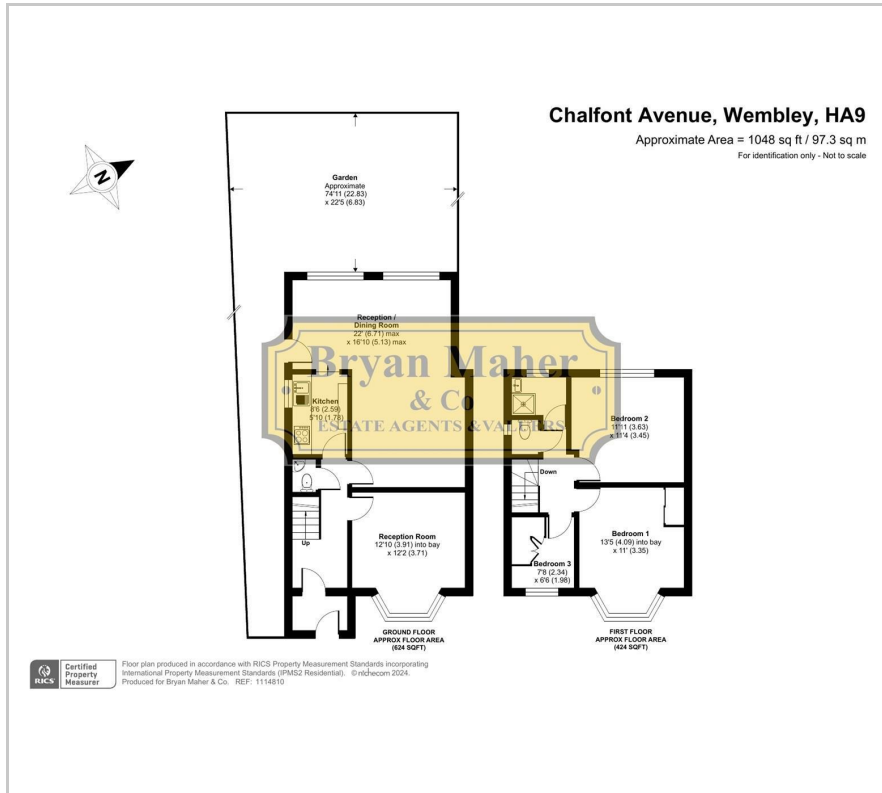 Chalfont Avenue, Wembley, HA9
Approximate Area = 1048 sq ft / 97.3 sq m
For identification only - Not to scale
N
Garden
Approximate
74'11 (22.83)
x 22'5 (6.83)
Reception /
Dining Room
22' (6.71) max
x 16'10 (5.13) max
Bryan Maher
& Co
ESTATE AGENTS & VALUERS
Kitchen
8'6 (2.59)
5'10 (1.78)
Up
Reception Room
12'10 (3.91) into bay
x 12'2 (3.71)
GROUND FLOOR
APPROX FLOOR AREA
(624 SQFT)
Bedroom 2
11'11 (3.63)
x 11'4 (3.45)
Down
Bedroom 1
13'5 (4.09) into bay
x 11' (3.35)
Bedroom 3
7'8 (2.34)
x 6'6 (1.98)
FIRST FLOOR
APPROX FLOOR AREA
(424 SQFT)
RICS
Certified
Property
Measurer
Floor plan produced in accordance with RICS Property Measurement Standards incorporating
International Property Measurement Standards (IPMS2 Residential). © 2024.
Produced for Bryan Maher & Co. REF: 1114810